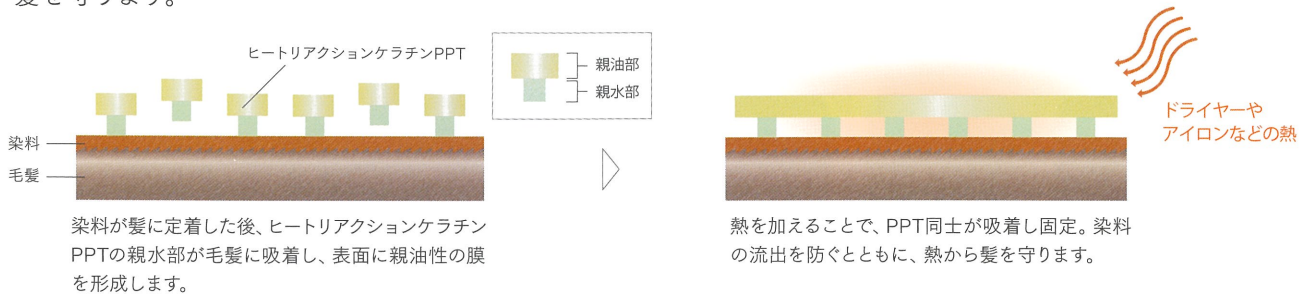 髪を守ります。
ヒートリアクションケラチンPPT
親油部
親水部
染料
毛髪
ドライヤーや
アイロンなどの熱
染料が髪に定着した後、ヒートリアクションケラチン
PPTの親水部が毛髪に吸着し、表面に親油性の膜
を形成します。
熱を加えることで、PPT同士が吸着し固定。染料
の流出を防ぐとともに、熱から髪を守ります。